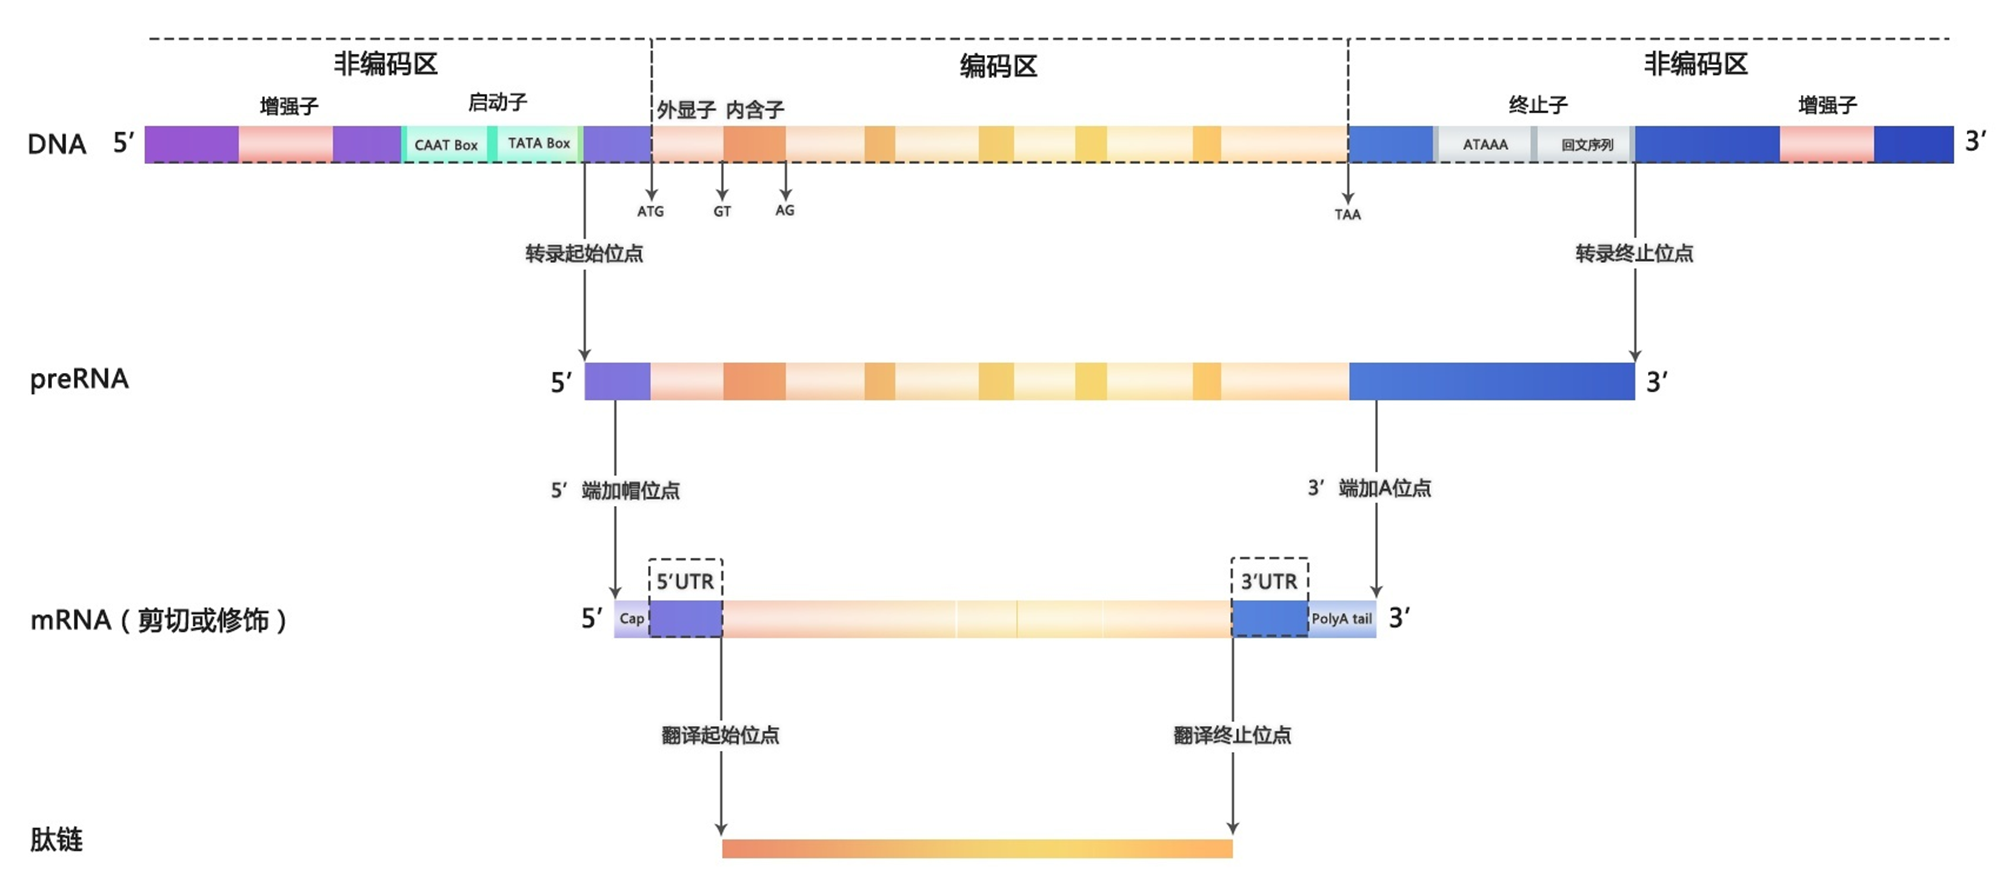 非编码区 编码区 非编码区
增强子 启动子 外显子 内含子 终止子 增强子
DNA 5′ CAAT Box TATA Box ATAAA 回文序列 3′
ATG GT AG TAA
转录起始位点 转录终止位点
preRNA 5′ 3′
5′ 端加帽位点 3′ 端加A位点
5′UTR 3′UTR
mRNA（剪切或修饰） 5′ Cap PolyA tail 3′
翻译起始位点 翻译终止位点
肽链